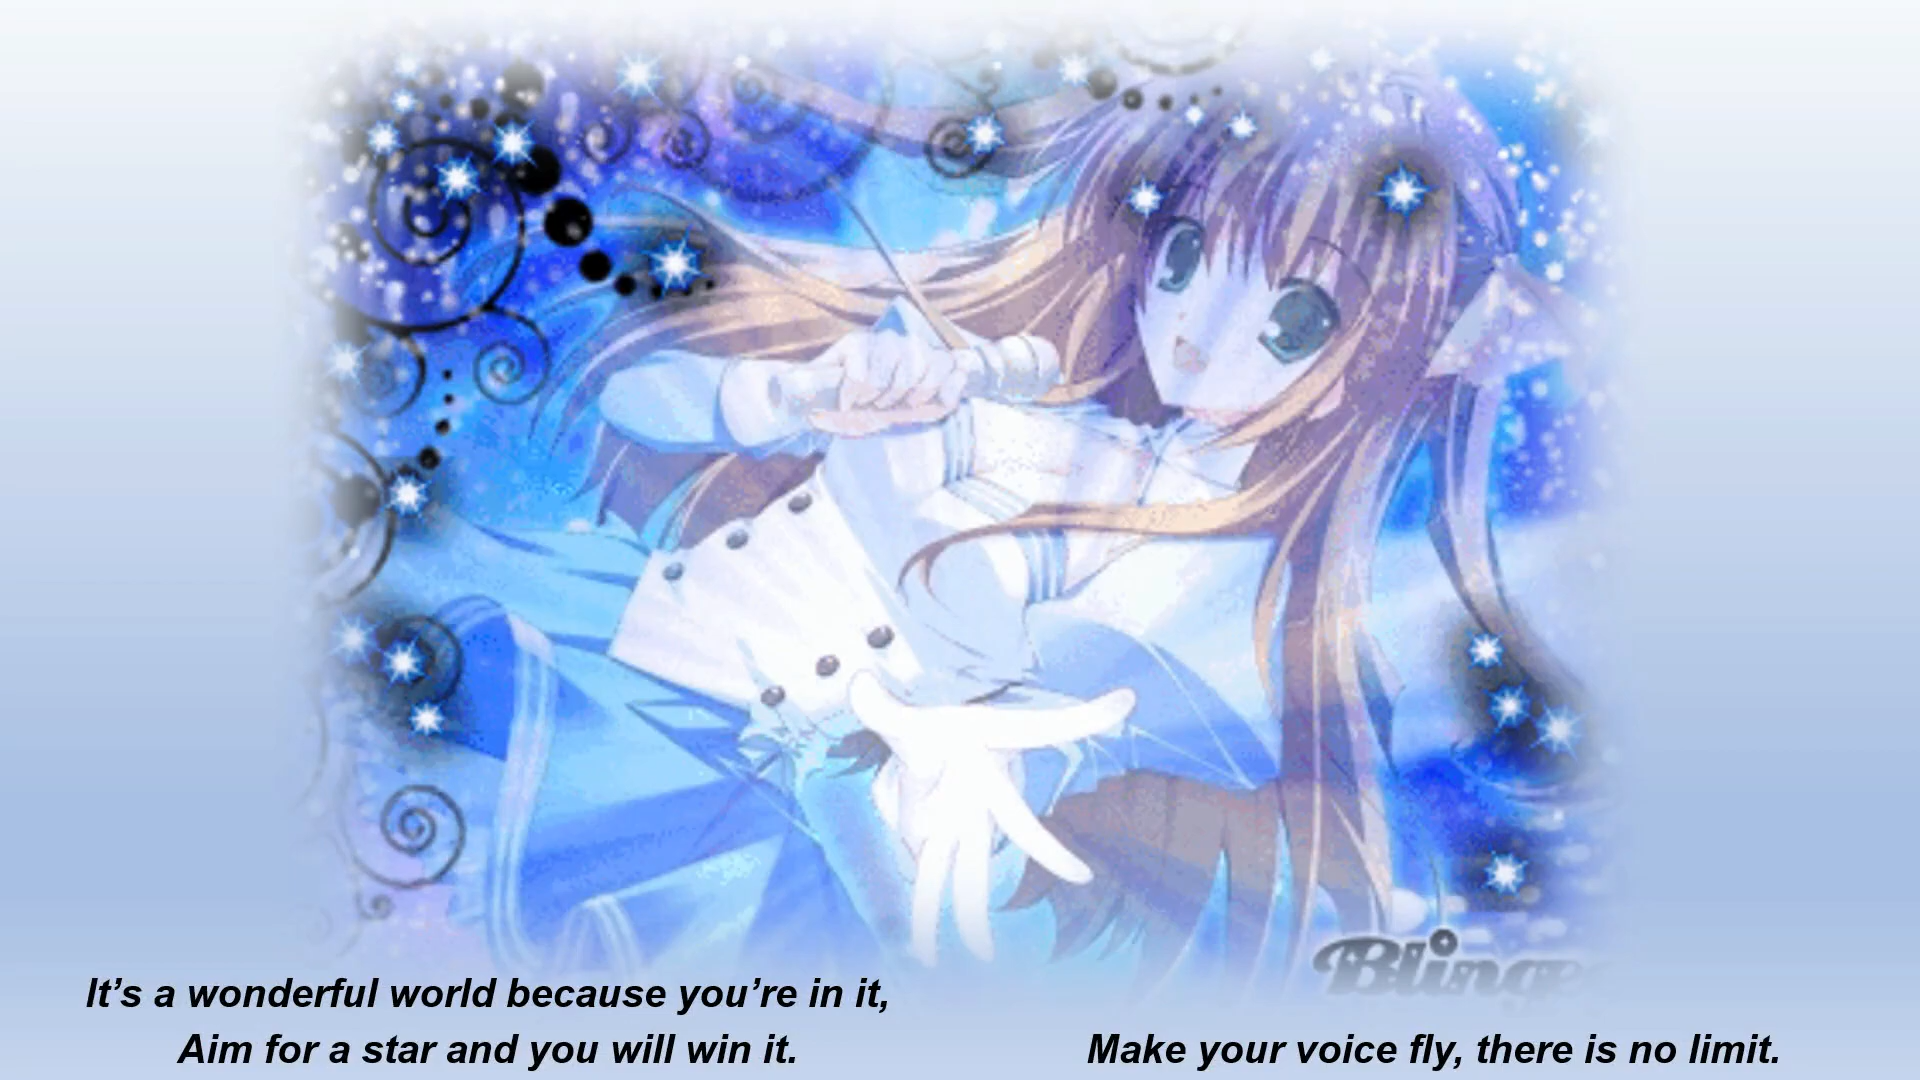 It’s a wonderful world because you’re in it,
Aim for a star and you will win it.
Make your voice fly, there is no limit.